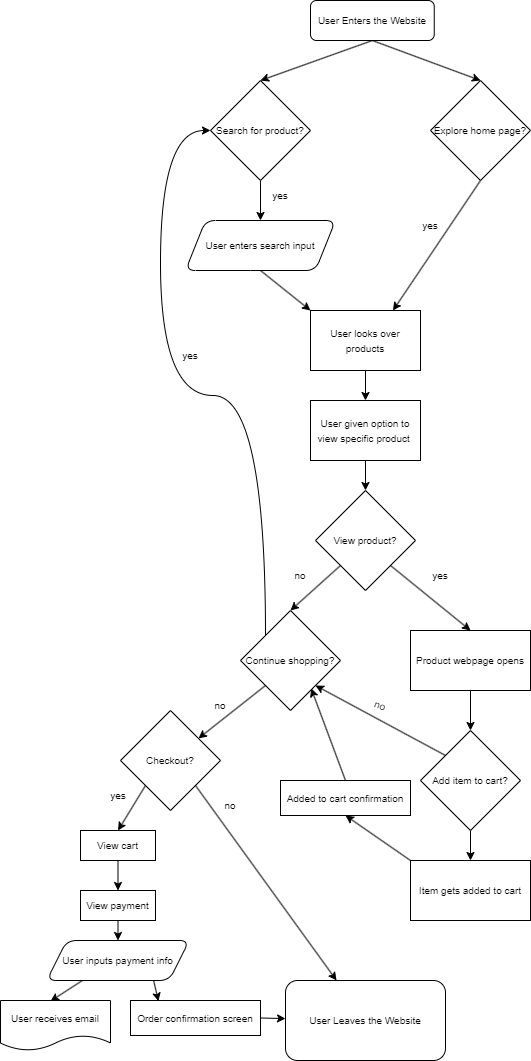 User Enters the Website
Search for product?
Explore home page?
yes
User enters search input
yes
User looks over
products
yes
User given option to
view specific product
View product?
no
yes
Continue shopping?
Product webpage opens
no
no
Checkout?
Add item to cart?
yes
no
Added to cart confirmation
View cart
Item gets added to cart
View payment
User inputs payment info
User receives email
Order confirmation screen
User Leaves the Website